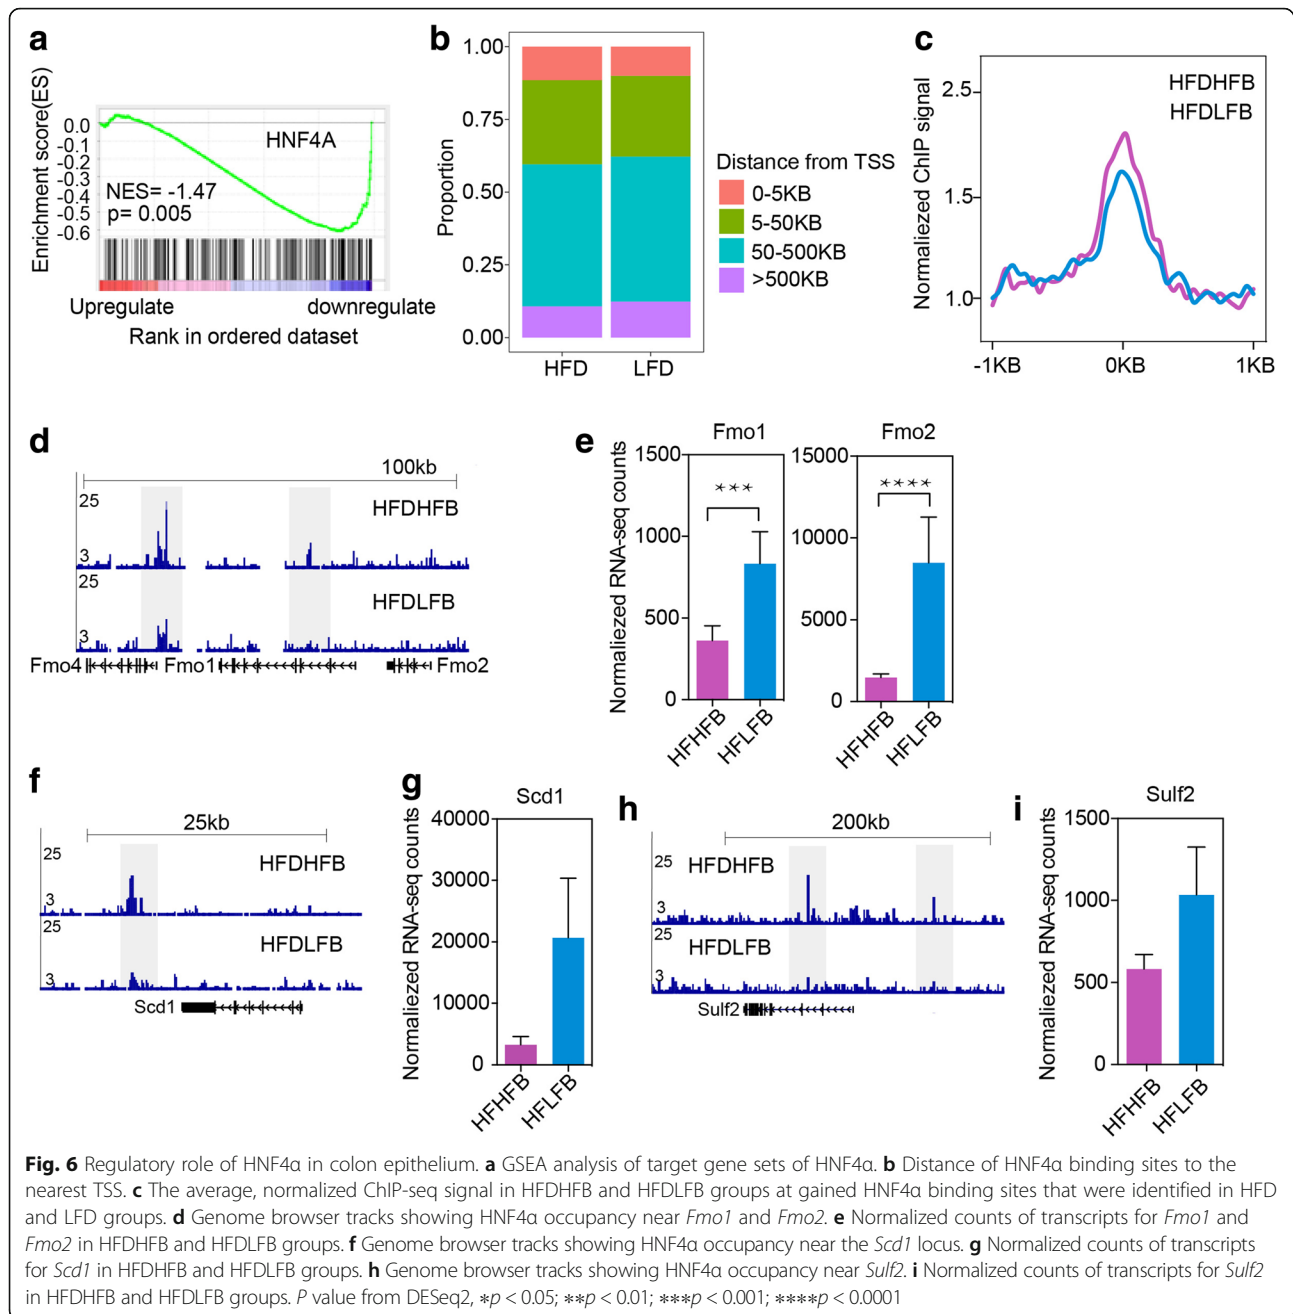 a
Enrichment score(ES)
0.0
-0.1
-0.2
-0.3
-0.4
-0.5
-0.6
HNF4A
NES= -1.47
p= 0.005
Upregulate
downregulate
Rank in ordered dataset
b
Proportion
1.00
0.75
0.50
0.25
0.00
HFD
LFD
Distance from TSS
0-5KB
5-50KB
50-500KB
>500KB
c
Normaliezed ChIP signal
2.5
1.5
1.0
HFDHFB
HFDLFB
-1KB
0KB
1KB
d
100kb
25
HFDHFB
3
25
HFDLFB
3
Fmo4
Fmo1
Fmo2
e
Normaliezed RNA-seq counts
Fmo1
1500
1000
500
0
***
HFHFB
HFLFB
Fmo2
15000
10000
5000
0
****
HFHFB
HFLFB
f
25kb
25
HFDHFB
3
25
HFDLFB
3
Scd1
g
Normaliezed RNA-seq counts
Scd1
40000
30000
20000
10000
0
HFHFB
HFLFB
h
200kb
25
HFDHFB
3
25
HFDLFB
3
Sulf2
i
Normaliezed RNA-seq counts
Sulf2
1500
1000
500
0
HFHFB
HFLFB
Fig. 6 Regulatory role of HNF4α in colon epithelium. a GSEA analysis of target gene sets of HNF4α. b Distance of HNF4α binding sites to the
nearest TSS. c The average, normalized ChIP-seq signal in HFDHFB and HFDLFB groups at gained HNF4α binding sites that were identified in HFD
and LFD groups. d Genome browser tracks showing HNF4α occupancy near Fmo1 and Fmo2. e Normalized counts of transcripts for Fmo1 and
Fmo2 in HFDHFB and HFDLFB groups. f Genome browser tracks showing HNF4α occupancy near the Scd1 locus. g Normalized counts of transcripts
for Scd1 in HFDHFB and HFDLFB groups. h Genome browser tracks showing HNF4α occupancy near Sulf2. i Normalized counts of transcripts for Sulf2
in HFDHFB and HFDLFB groups. P value from DESeq2, *p < 0.05; **p < 0.01; ***p < 0.001; ****p < 0.0001